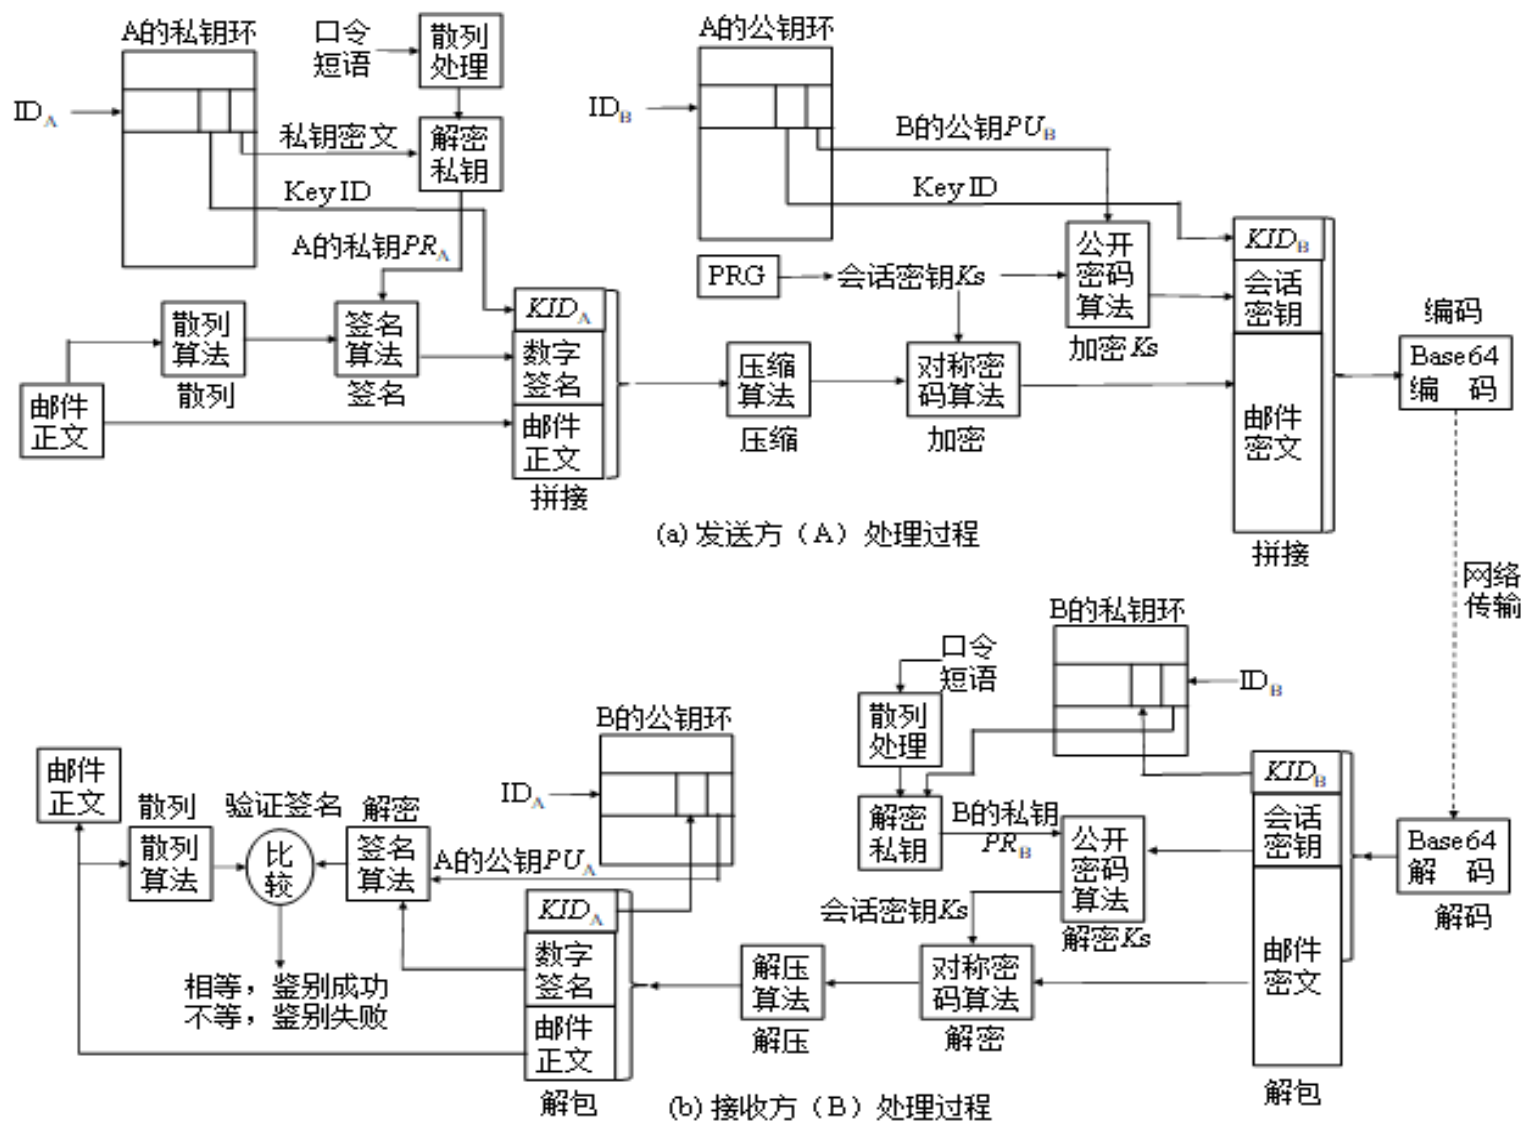 A的私钥环
口令
短语
散列
处理
ID_A
私钥密文
解密
私钥
Key ID
A的私钥PR_A
散列
算法
散列
签名
算法
签名
邮件
正文
KID_A
数字
签名
邮件
正文
拼接
A的公钥环
ID_B
B的公钥PU_B
Key ID
PRG
会话密钥Ks
公开
密码
算法
加密Ks
压缩
算法
压缩
对称密
码算法
加密
KID_B
会话
密钥
邮件
密文
拼接
编码
Base64
编 码
(a) 发送方（A）处理过程
网络
传输
B的私钥环
口令
短语
ID_B
散列
处理
解密
私钥
B的私钥
PR_B
公开
密码
算法
解密Ks
会话密钥Ks
KID_B
会话
密钥
邮件
密文
解包
Base64
解 码
解码
B的公钥环
ID_A
邮件
正文
散列
散列
算法
验证签名
比
较
解密
签名
算法
A的公钥PU_A
KID_A
数字
签名
邮件
正文
解包
解压
算法
解压
对称密
码算法
解密
相等，鉴别成功
不等，鉴别失败
(b) 接收方（B）处理过程